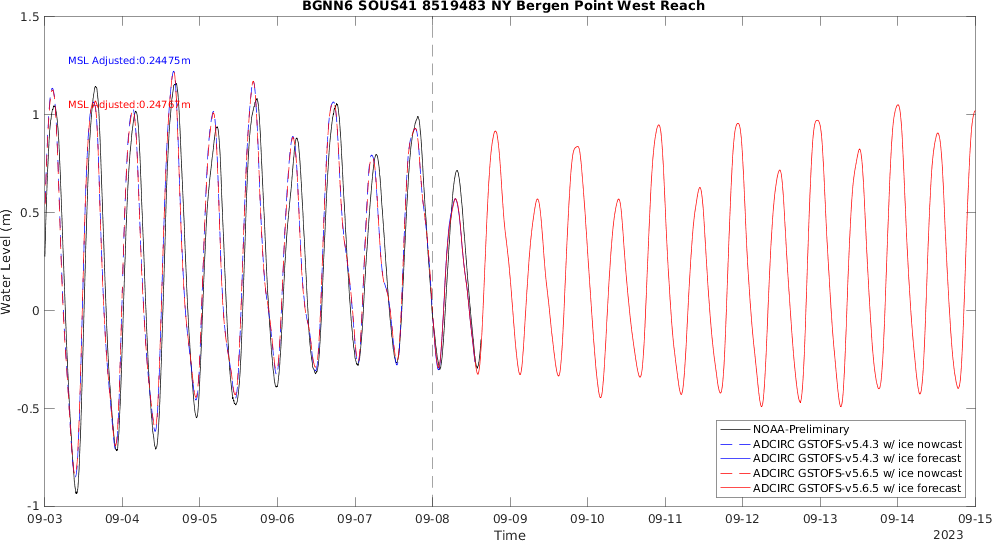 BGNN6 SOUS41 8519483 NY Bergen Point West Reach
1.5
1
0.5
0
-0.5
-1
Water Level (m)
MSL Adjusted:0.24475m
MSL Adjusted:0.24767m
NOAA-Preliminary
ADCIRC GSTOFS-v5.4.3 w/ ice nowcast
ADCIRC GSTOFS-v5.4.3 w/ ice forecast
ADCIRC GSTOFS-v5.6.5 w/ ice nowcast
ADCIRC GSTOFS-v5.6.5 w/ ice forecast
09-03 09-04 09-05 09-06 09-07 09-08 09-09 09-10 09-11 09-12 09-13 09-14 09-15
Time
2023